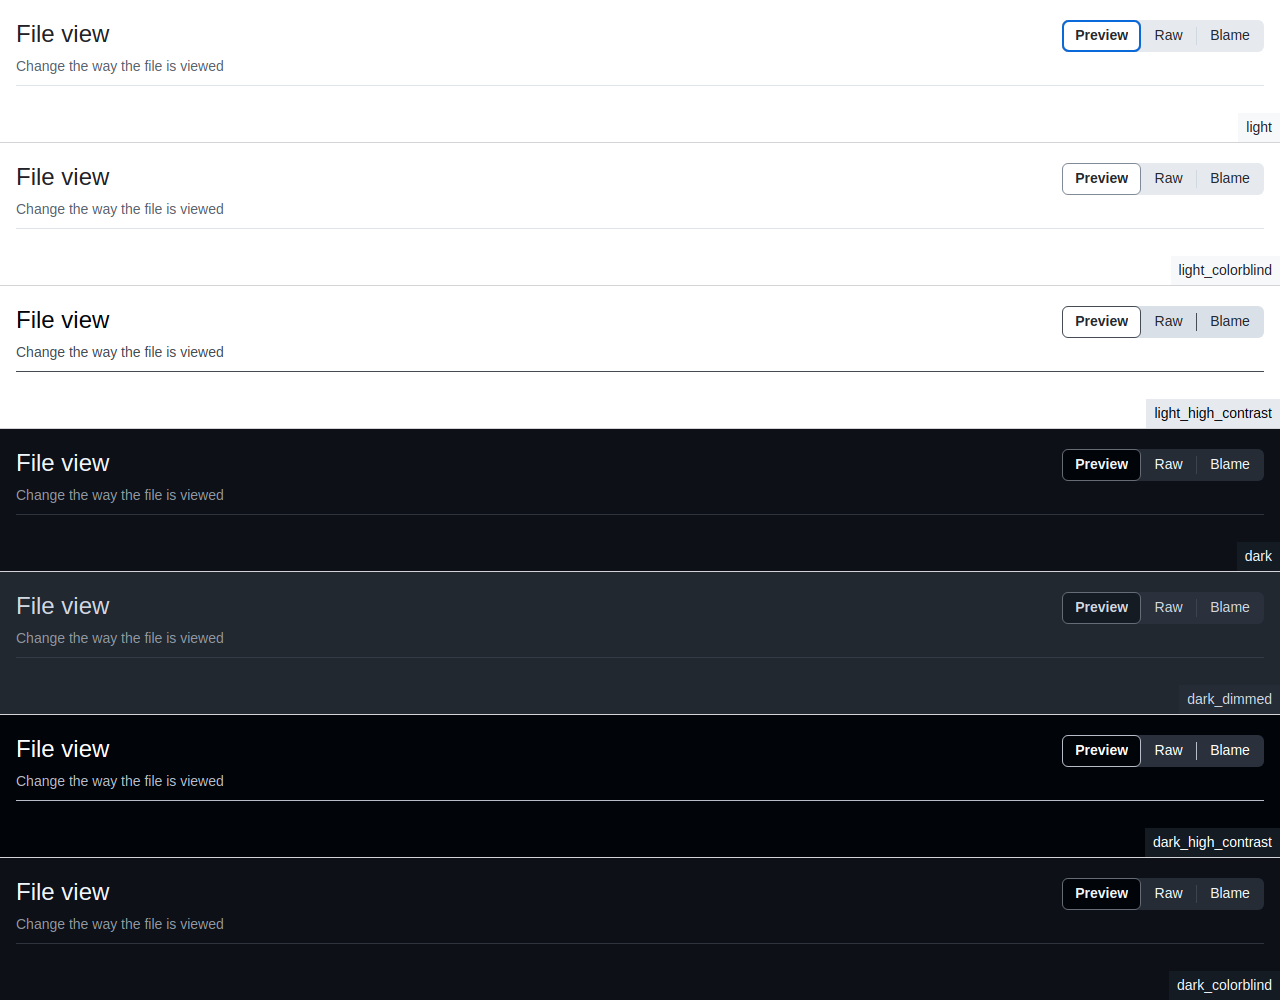 File view
Preview Raw Blame
Change the way the file is viewed
light
File view
Preview Raw Blame
Change the way the file is viewed
light_colorblind
File view
Preview Raw Blame
Change the way the file is viewed
light_high_contrast
File view
Preview Raw Blame
Change the way the file is viewed
dark
File view
Preview Raw Blame
Change the way the file is viewed
dark_dimmed
File view
Preview Raw Blame
Change the way the file is viewed
dark_high_contrast
File view
Preview Raw Blame
Change the way the file is viewed
dark_colorblind